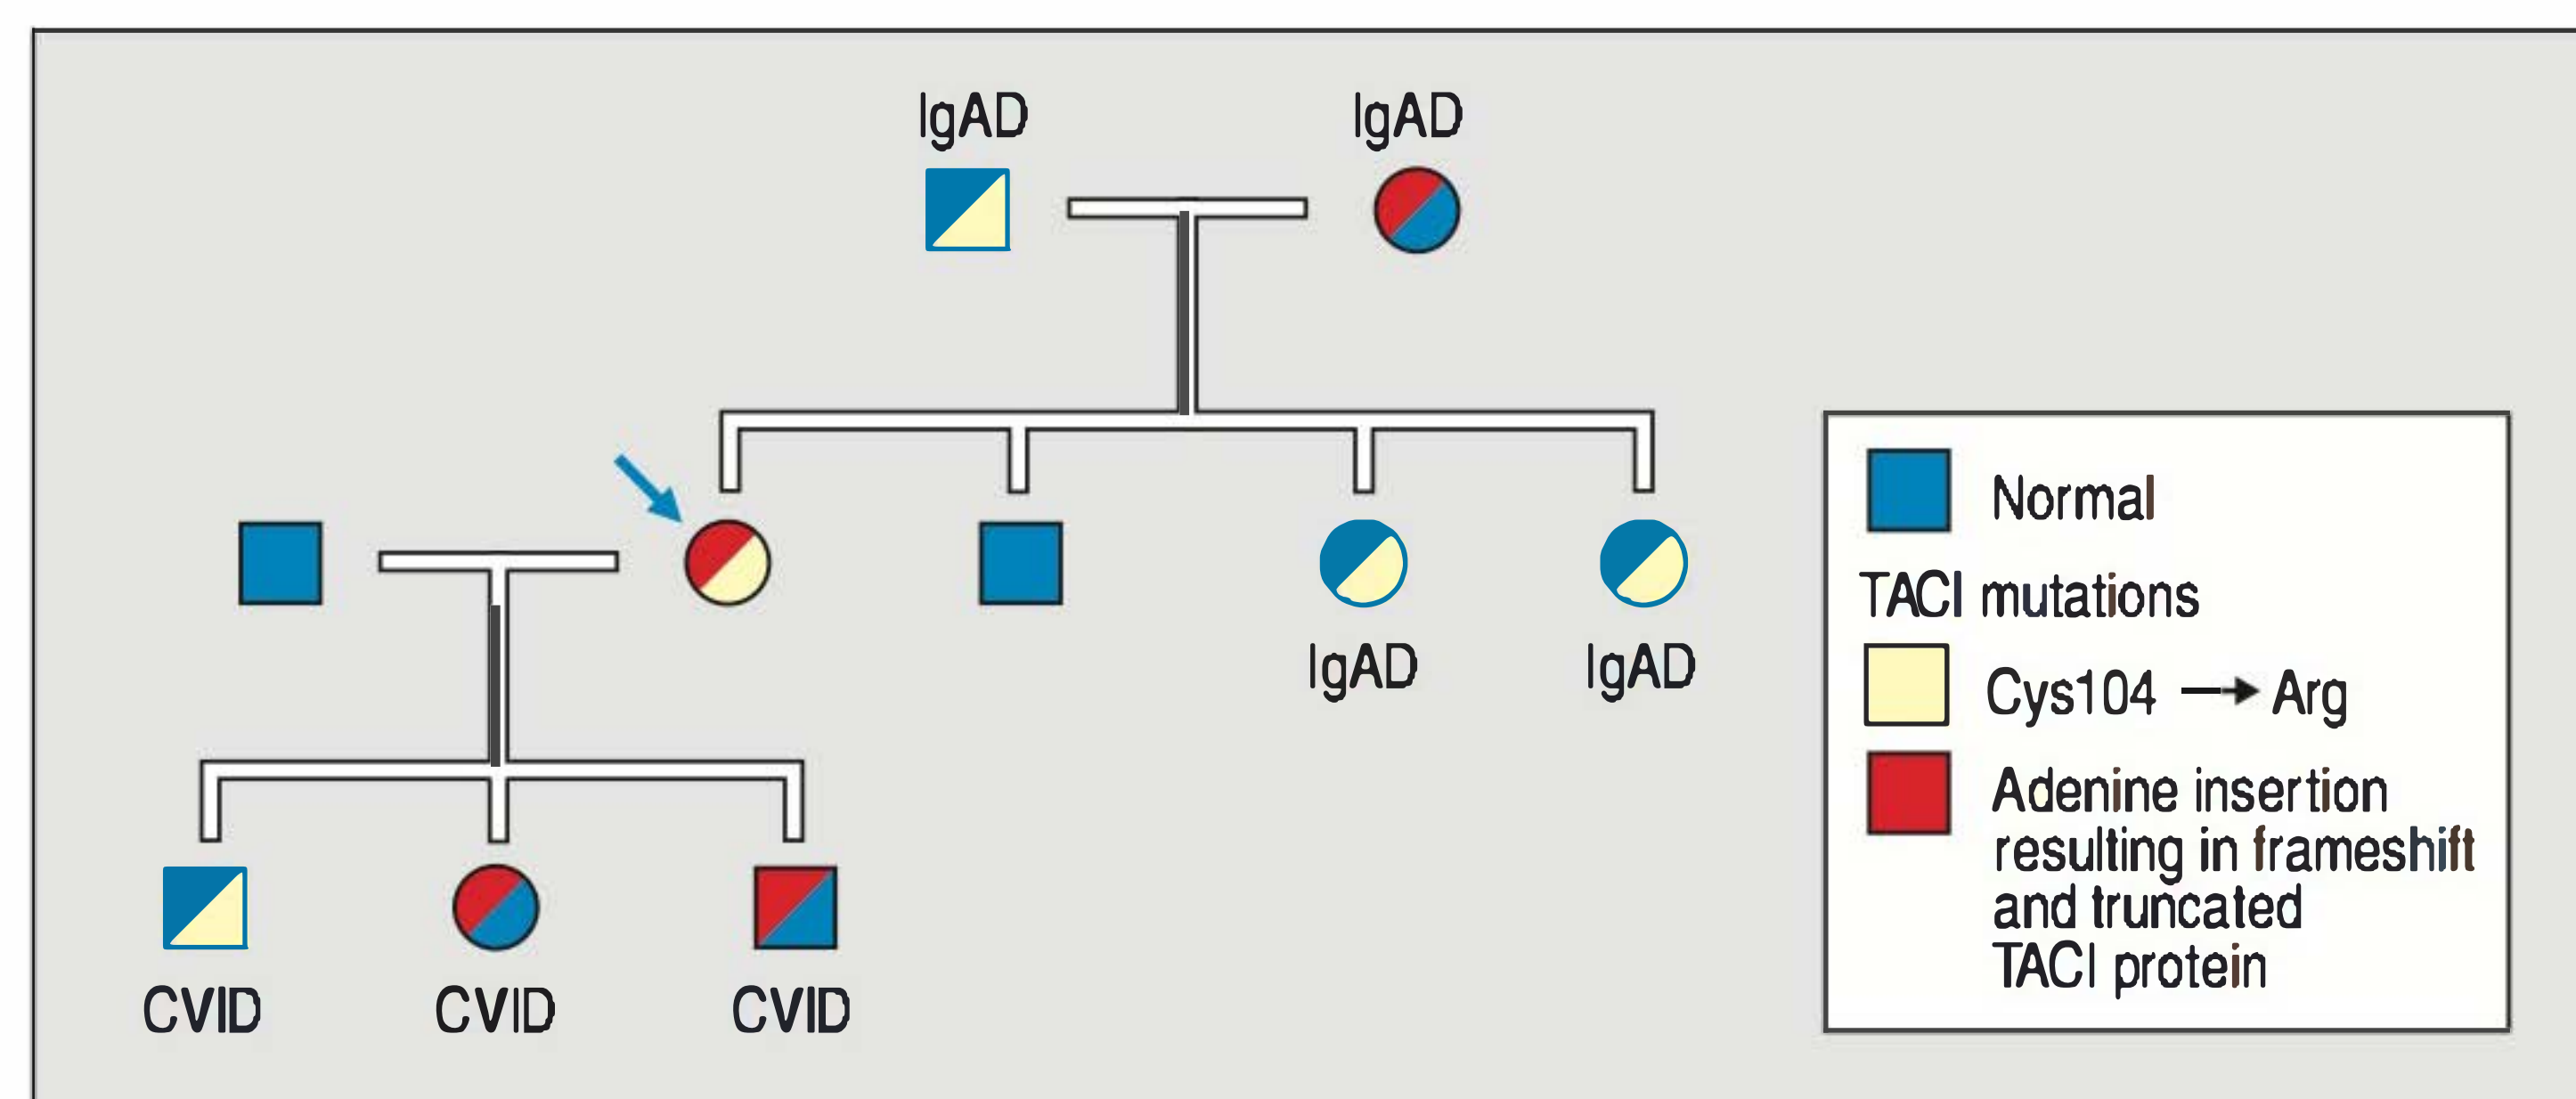 IgAD
IgAD
IgAD
IgAD
CVID
CVID
CVID
Normal
TACI mutations
Cys104 → Arg
Adenine insertion
resulting in frameshift
and truncated
TACI protein